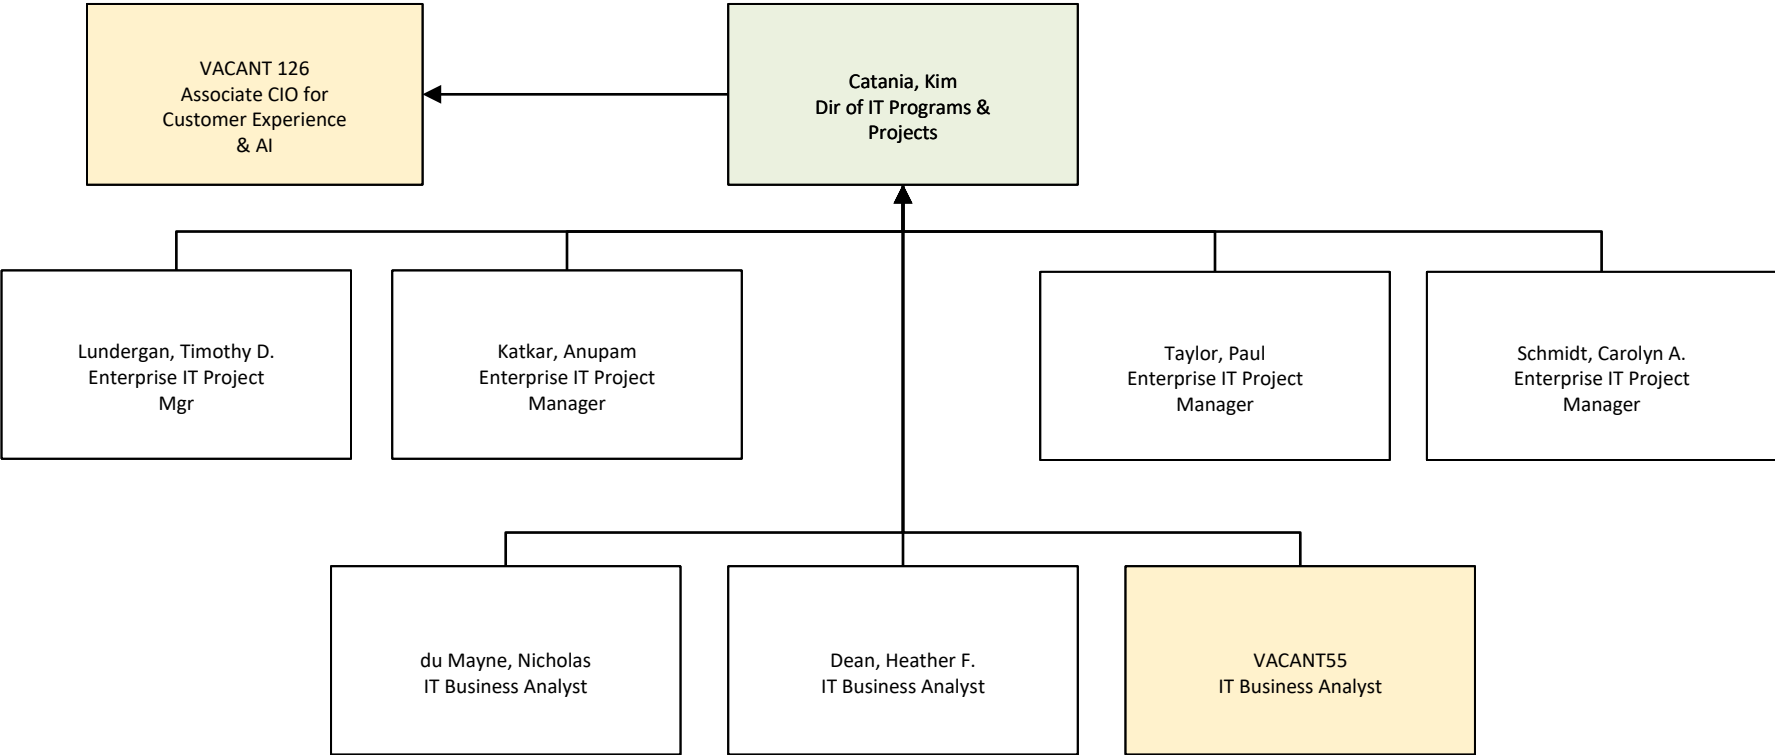 VACANT 126
Associate CIO for
Customer Experience
& AI
Catania, Kim
Dir of IT Programs &
Projects
Lundergan, Timothy D.
Enterprise IT Project
Mgr
Katkar, Anupam
Enterprise IT Project
Manager
Taylor, Paul
Enterprise IT Project
Manager
Schmidt, Carolyn A.
Enterprise IT Project
Manager
du Mayne, Nicholas
IT Business Analyst
Dean, Heather F.
IT Business Analyst
VACANT55
IT Business Analyst